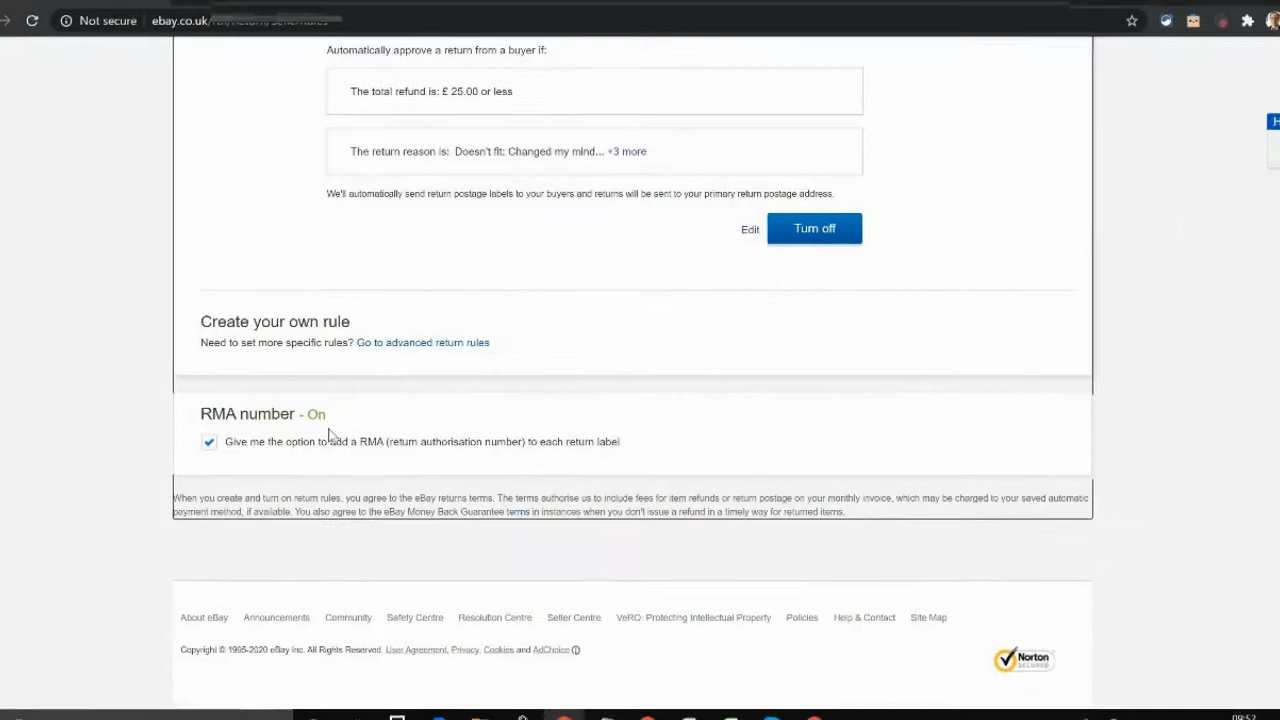 Not secure ebay.co.uk/
Automatically approve a return from a buyer if:
The total refund is: £ 25.00 or less
The return reason is: Doesn't fit: Changed my mind... +3 more
We'll automatically send return postage labels to your buyers and returns will be sent to your primary return postage address.
Edit Turn off
Create your own rule
Need to set more specific rules? Go to advanced return rules
RMA number - On
Give me the option to add a RMA (return authorisation number) to each return label
When you create and turn on return rules, you agree to the eBay returns terms. The terms authorise us to include fees for item refunds or return postage on your monthly invoice, which may be charged to your saved automatic
payment method, if available. You also agree to the eBay Money Back Guarantee terms in instances when you don't issue a refund in a timely way for returned items.
About eBay Announcements Community Safety Centre Resolution Centre Seller Centre VeRO: Protecting Intellectual Property Policies Help & Contact Site Map
Copyright © 1995-2020 eBay Inc. All Rights Reserved. User Agreement, Privacy, Cookies and AdChoice
Norton
SECURED